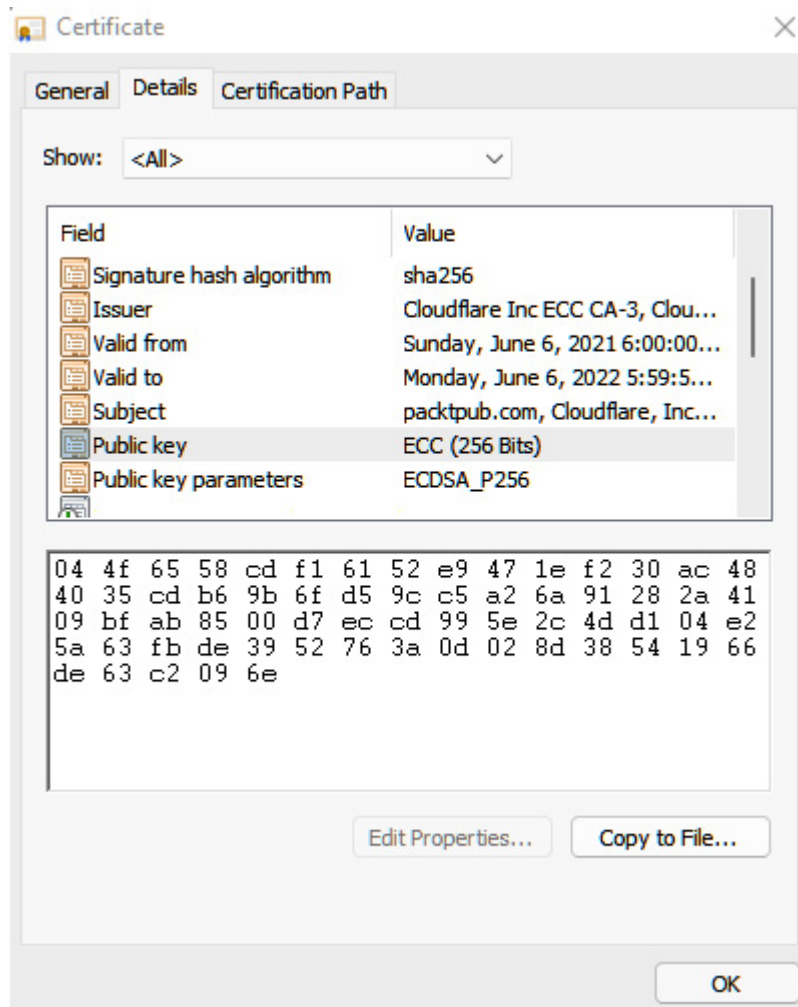 Certificate
General Details Certification Path
Show: <All>
Field Value
Signature hash algorithm sha256
Issuer Cloudflare Inc ECC CA-3, Clou...
Valid from Sunday, June 6, 2021 6:00:00...
Valid to Monday, June 6, 2022 5:59:5...
Subject packtpub.com, Cloudflare, Inc...
Public key ECC (256 Bits)
Public key parameters ECDSA_P256
04 4f 65 58 cd f1 61 52 e9 47 1e f2 30 ac 48
40 35 cd b6 9b 6f d5 9c c5 a2 6a 91 28 2a 41
09 bf ab 85 00 d7 ec cd 99 5e 2c 4d d1 04 e2
5a 63 fb de 39 52 76 3a 0d 02 8d 38 54 19 66
de 63 c2 09 6e
Edit Properties... Copy to File...
OK